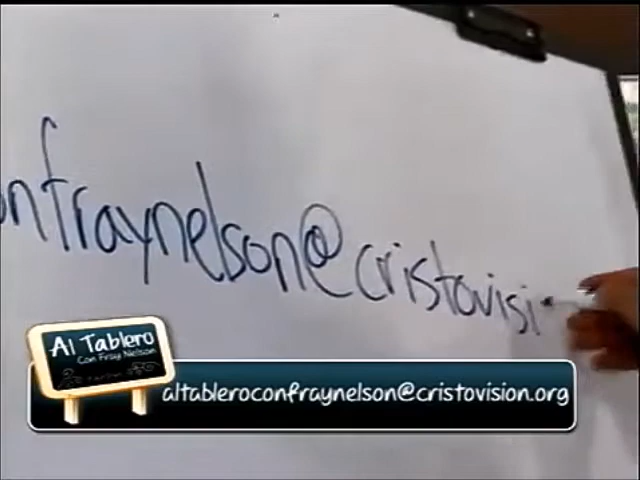 onfraynelson@cristovisi
Al Tablero
Con Fray Nelson
altableroconfraynelson@cristovision.org